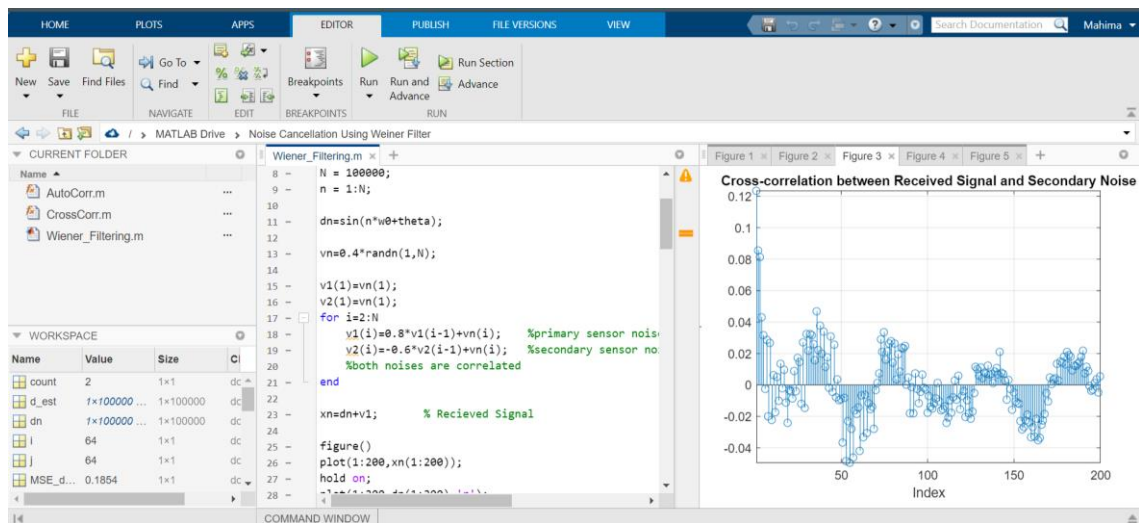 HOME PLOTS APPS EDITOR PUBLISH FILE VERSIONS VIEW Search Documentation Mahima
New Save Find Files Go To Find Breakpoints Run Run and Advance Run Section Advance
FILE NAVIGATE EDIT BREAKPOINTS RUN
/ > MATLAB Drive > Noise Cancellation Using Weiner Filter
CURRENT FOLDER
Name
AutoCorr.m
CrossCorr.m
Wiener_Filtering.m
WORKSPACE
Name Value Size Cl
count 2 1×1 dc
d_est 1×100000 ... 1×100000 dc
dn 1×100000 ... 1×100000 dc
i 64 1×1 dc
j 64 1×1 dc
MSE_d... 0.1854 1×1 dc
Wiener_Filtering.m × +
8 - N = 100000;
9 - n = 1:N;
10
11 - dn=sin(n*w0+theta);
12
13 - vn=0.4*randn(1,N);
14
15 - v1(1)=vn(1);
16 - v2(1)=vn(1);
17 - for i=2:N
18 - v1(i)=0.8*v1(i-1)+vn(i); %primary sensor nois
19 - v2(i)=-0.6*v2(i-1)+vn(i); %secondary sensor no
20 %both noises are correlated
21 - end
22
23 - xn=dn+v1; % Recieved Signal
24
25 - figure()
26 - plot(1:200,xn(1:200));
27 - hold on;
28 -
COMMAND WINDOW
Figure 1 × Figure 2 × Figure 3 × Figure 4 × Figure 5 × +
Cross-correlation between Received Signal and Secondary Noise
0.12
0.1
0.08
0.06
0.04
0.02
0
-0.02
-0.04
50 100 150 200
Index